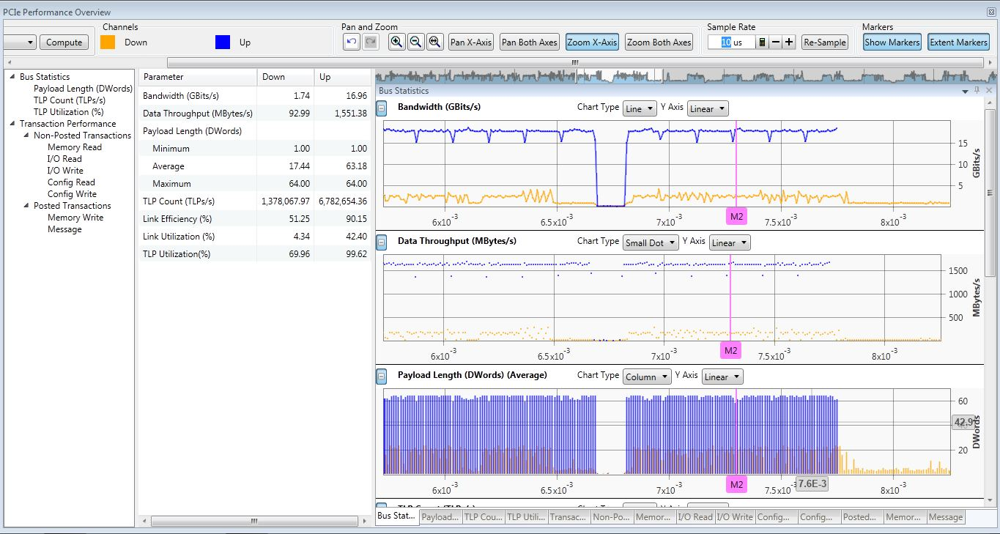 PCIe Performance Overview
Compute
Channels
Down
Up
Pan and Zoom
Pan X-Axis
Pan Both Axes
Zoom X-Axis
Zoom Both Axes
Sample Rate
10 us
Re-Sample
Markers
Show Markers
Extent Markers
Bus Statistics
Payload Length (DWords)
TLP Count (TLPs/s)
TLP Utilization (%)
Transaction Performance
Non-Posted Transactions
Memory Read
I/O Read
I/O Write
Config Read
Config Write
Posted Transactions
Memory Write
Message
Parameter Down Up
Bandwidth (GBits/s) 1.74 16.96
Data Throughput (MBytes/s) 92.99 1,551.38
Payload Length (DWords)
Minimum 1.00 1.00
Average 17.44 63.18
Maximum 64.00 64.00
TLP Count (TLPs/s) 1,378,067.97 6,782,654.36
Link Efficiency (%) 51.25 90.15
Link Utilization (%) 4.34 42.40
TLP Utilization(%) 69.96 99.62
Bus Statistics
Bandwidth (GBits/s) Chart Type Line Y Axis Linear
15
10
5
GBits/s
6x10-3 6.5x10-3 7x10-3 M2 7.5x10-3 8x10-3
Data Throughput (MBytes/s) Chart Type Small Dot Y Axis Linear
1500
1000
500
MBytes/s
6x10-3 6.5x10-3 7x10-3 M2 7.5x10-3 8x10-3
Payload Length (DWords) (Average) Chart Type Column Y Axis Linear
60
42.9
20
DWords
6x10-3 6.5x10-3 7x10-3 M2 7.5x10-3 7.6E-3 8x10-3
Bus Stat... Payload... TLP Cou... TLP Utili... Transac... Non-Po... Memor... I/O Read I/O Write Config... Config... Posted... Memor... Message